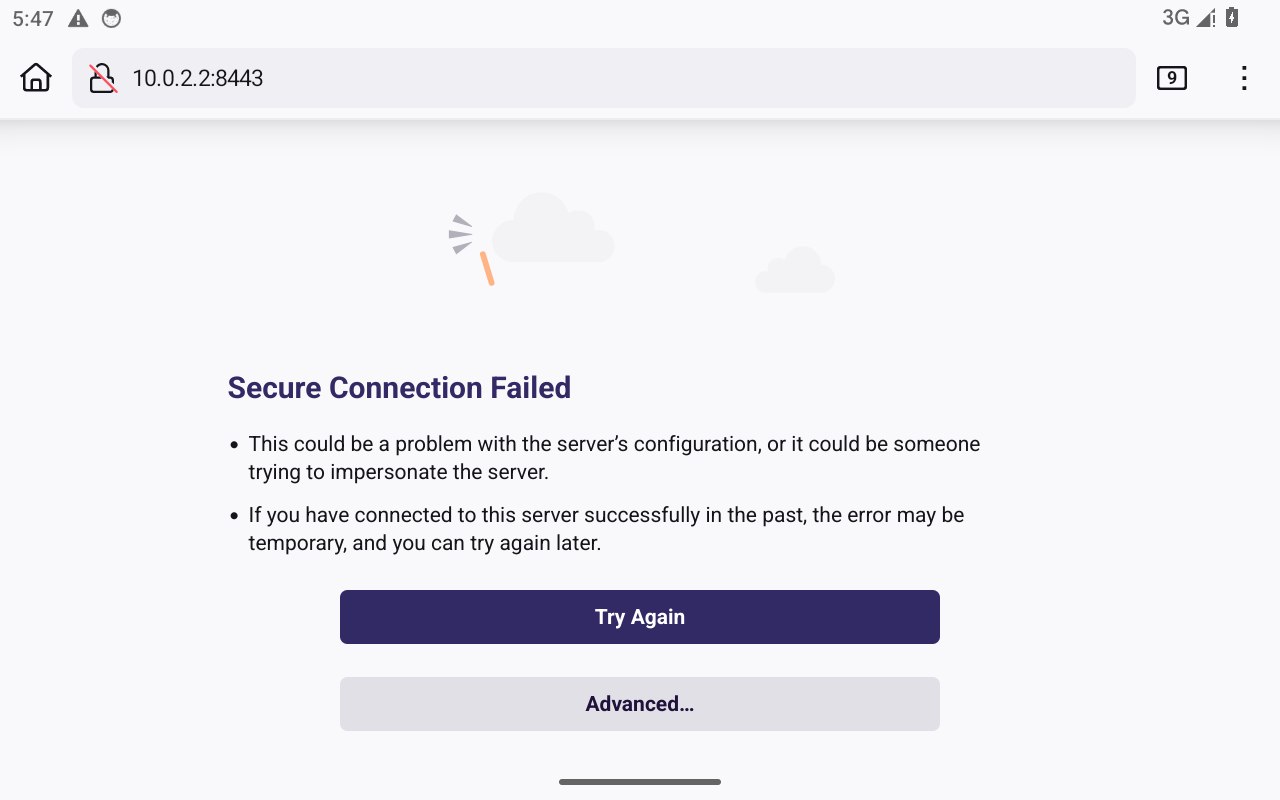 5:47
3G
10.0.2.2:8443
9
Secure Connection Failed
• This could be a problem with the server’s configuration, or it could be someone
trying to impersonate the server.
• If you have connected to this server successfully in the past, the error may be
temporary, and you can try again later.
Try Again
Advanced…